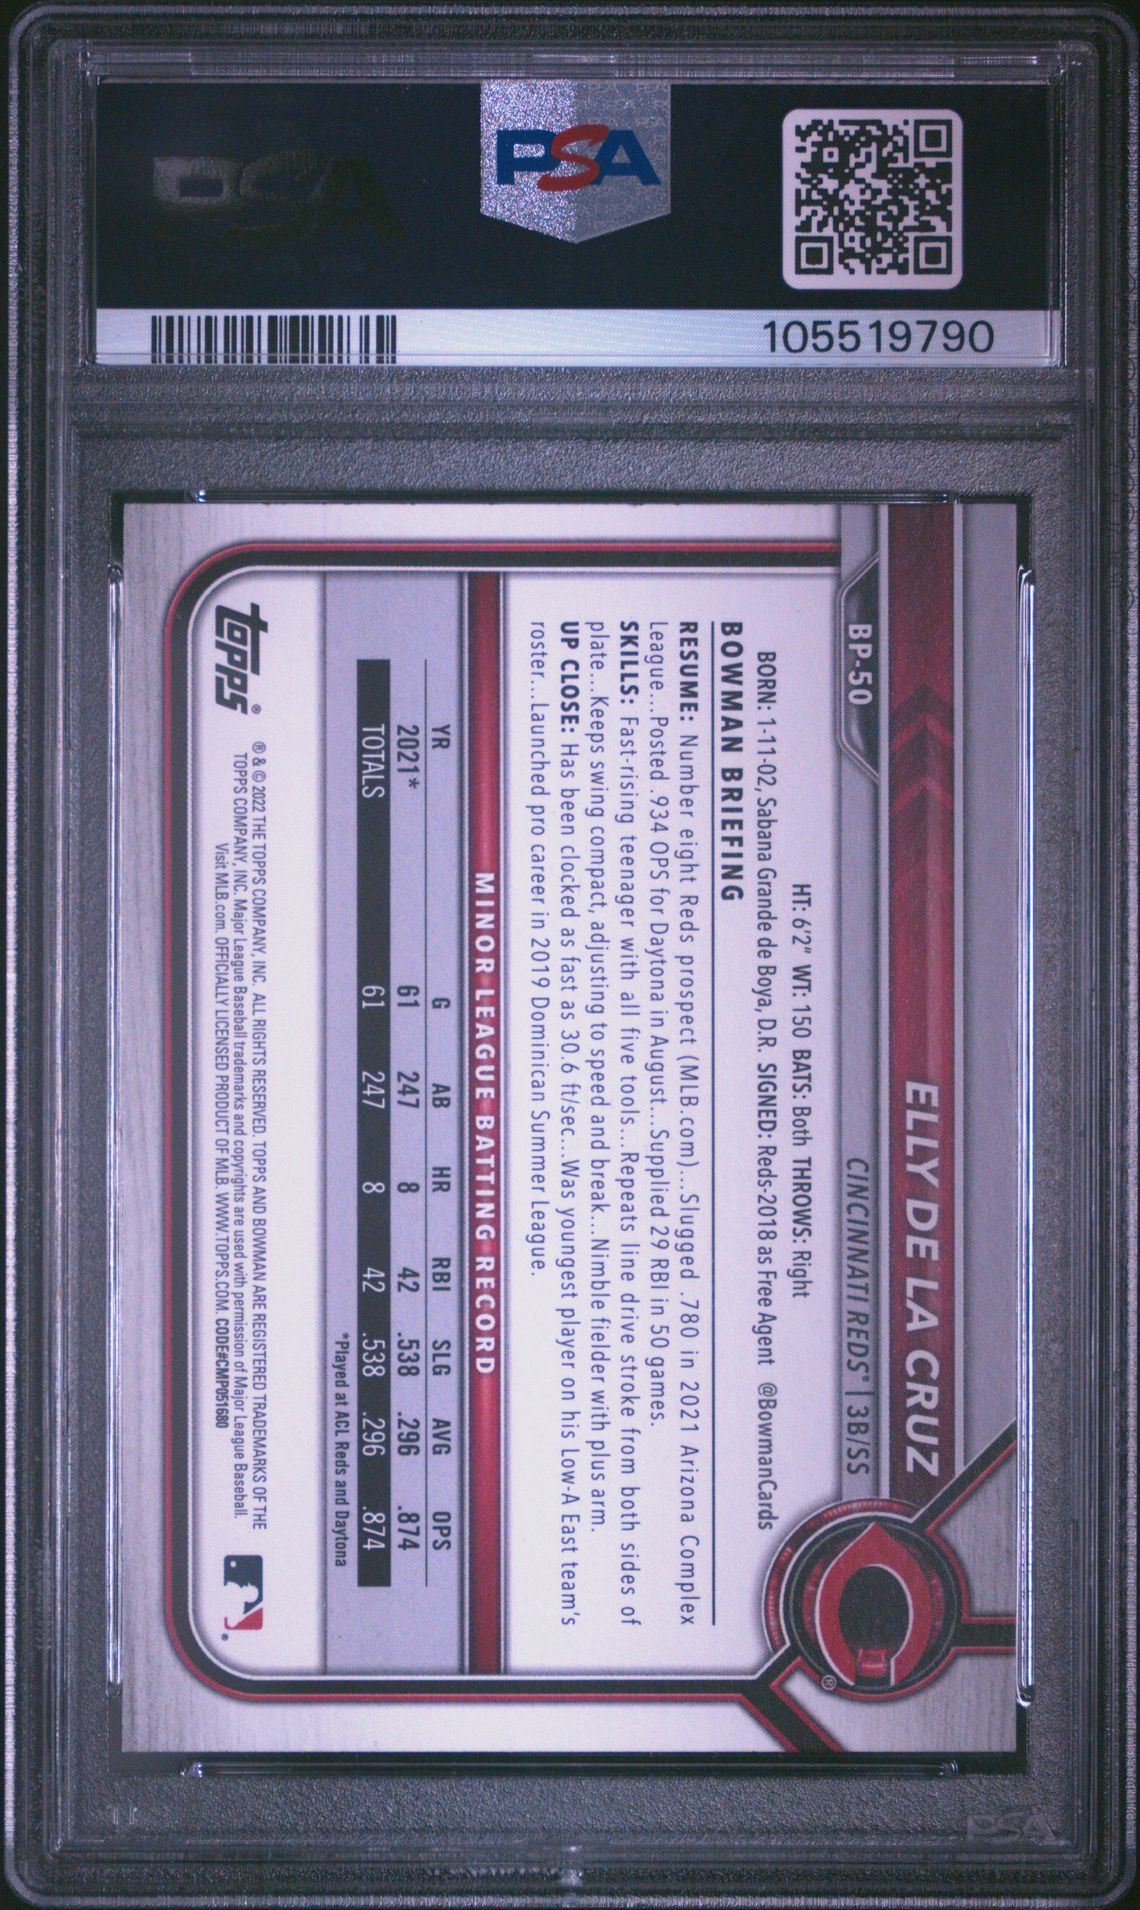 PSA
PSA
105519790
BP-50
ELLY DE LA CRUZ
CINCINNATI REDS® | 3B/SS
HT: 6'2" WT: 150 BATS: Both THROWS: Right
BORN: 1-11-02, Sabana Grande de Boya, D.R. SIGNED: Reds-2018 as Free Agent @BowmanCards
BOWMAN BRIEFING
RESUME: Number eight Reds prospect (MLB.com)...Slugged .780 in 2021 Arizona Complex
League...Posted .934 OPS for Daytona in August...Supplied 29 RBI in 50 games.
SKILLS: Fast-rising teenager with all five tools...Repeats line drive stroke from both sides of
plate...Keeps swing compact, adjusting to speed and break...Nimble fielder with plus arm.
UP CLOSE: Has been clocked as fast as 30.6 ft/sec...Was youngest player on his Low-A East team's
roster...Launched pro career in 2019 Dominican Summer League.
MINOR LEAGUE BATTING RECORD
YR G AB HR RBI SLG AVG OPS
2021* 61 247 8 42 .538 .296 .874
TOTALS 61 247 8 42 .538 .296 .874
*Played at ACL Reds and Daytona
topps®
® & © 2022 THE TOPPS COMPANY, INC. ALL RIGHTS RESERVED. TOPPS AND BOWMAN ARE REGISTERED TRADEMARKS OF THE
TOPPS COMPANY, INC. Major League Baseball trademarks and copyrights are used with permission of Major League Baseball.
Visit MLB.com. OFFICIALLY LICENSED PRODUCT OF MLB. WWW.TOPPS.COM. CODE#CMP051680
PSA